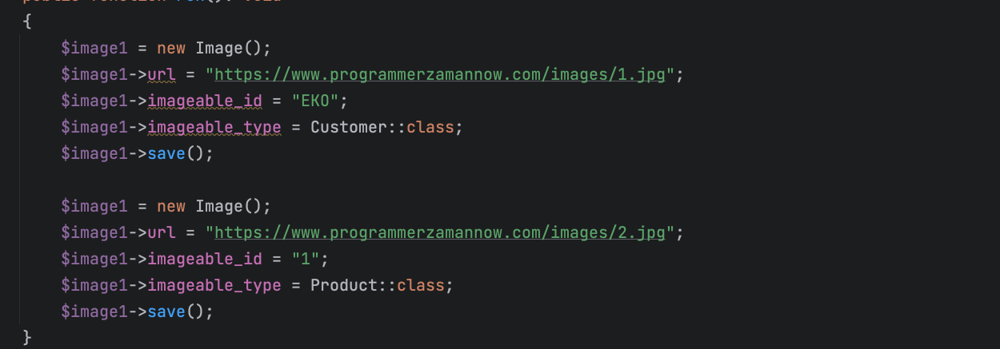 {
$image1 = new Image();
$image1->url = "https://www.programmerzamannow.com/images/1.jpg";
$image1->imageable_id = "EKO";
$image1->imageable_type = Customer::class;
$image1->save();
$image1 = new Image();
$image1->url = "https://www.programmerzamannow.com/images/2.jpg";
$image1->imageable_id = "1";
$image1->imageable_type = Product::class;
$image1->save();
}